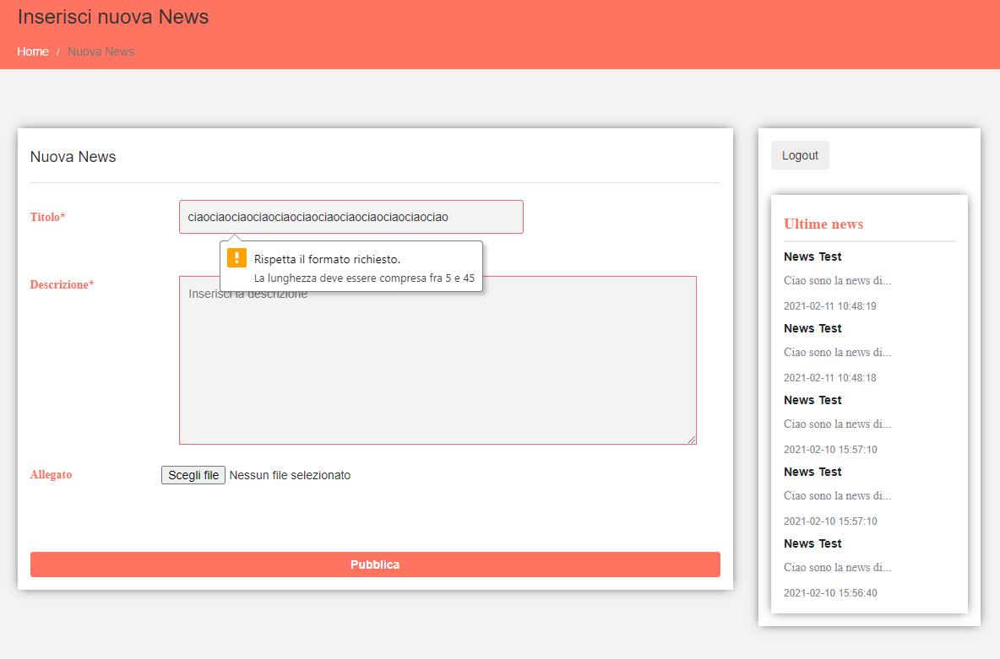 Inserisci nuova News
Home / Nuova News
Nuova News
Titolo*
ciaociaociaociaociaociaociaociaociaociaociaociao
Rispetta il formato richiesto.
La lunghezza deve essere compresa fra 5 e 45
Descrizione*
Inserisci la descrizione
Allegato
Scegli file Nessun file selezionato
Pubblica
Logout
Ultime news
News Test
Ciao sono la news di...
2021-02-11 10:48:19
News Test
Ciao sono la news di...
2021-02-11 10:48:18
News Test
Ciao sono la news di...
2021-02-10 15:57:10
News Test
Ciao sono la news di...
2021-02-10 15:57:10
News Test
Ciao sono la news di...
2021-02-10 15:56:40